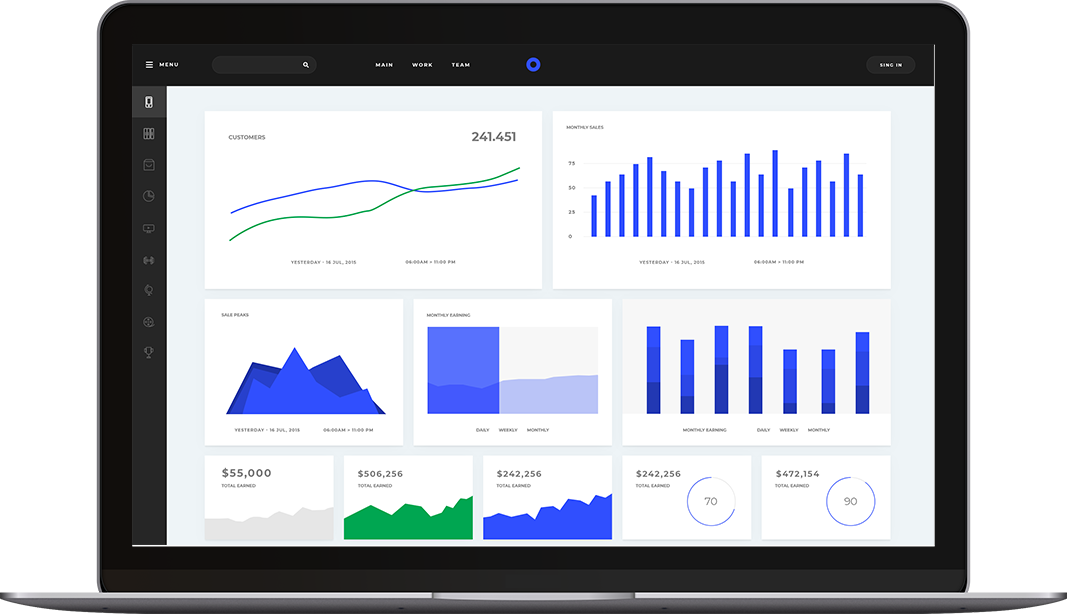 MENU
MAIN WORK TEAM
SING IN
CUSTOMERS 241.451
YESTERDAY - 16 JUL, 2015 06:00AM > 11:00 PM
MONTHLY SALES
75
50
25
0
YESTERDAY - 16 JUL, 2015 06:00AM > 11:00 PM
SALE PEAKS
YESTERDAY - 16 JUL, 2015 06:00AM > 11:00 PM
MONTHLY EARNING
DAILY WEEKLY MONTHLY
MONTHLY EARNING DAILY WEEKLY MONTHLY
$55,000
TOTAL EARNED
$506,256
TOTAL EARNED
$242,256
TOTAL EARNED
$242,256
TOTAL EARNED
70
$472,154
TOTAL EARNED
90